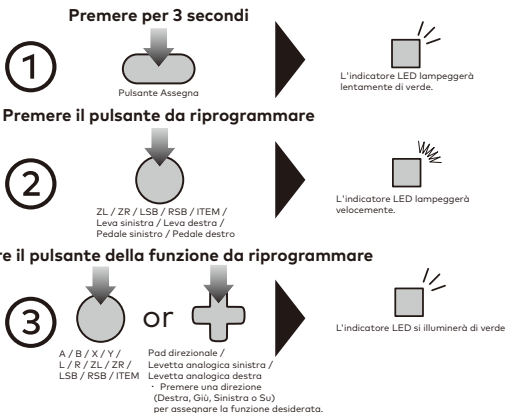 Premere per 3 secondi
1
Pulsante Assegna
L'indicatore LED lampeggerà
lentamente di verde.
Premere il pulsante da riprogrammare
2
ZL / ZR / LSB / RSB / ITEM /
Leva sinistra / Leva destra /
Pedale sinistro / Pedale destro
L'indicatore LED lampeggerà
velocemente.
re il pulsante della funzione da riprogrammare
3
or
A / B / X / Y /
L / R / ZL / ZR /
LSB / RSB / ITEM
Pad direzionale /
Levetta analogica sinistra /
Levetta analogica destra
・ Premere una direzione
(Destra, Giù, Sinistra o Su)
per assegnare la funzione desiderata.
L'indicatore LED si illuminerà di verde